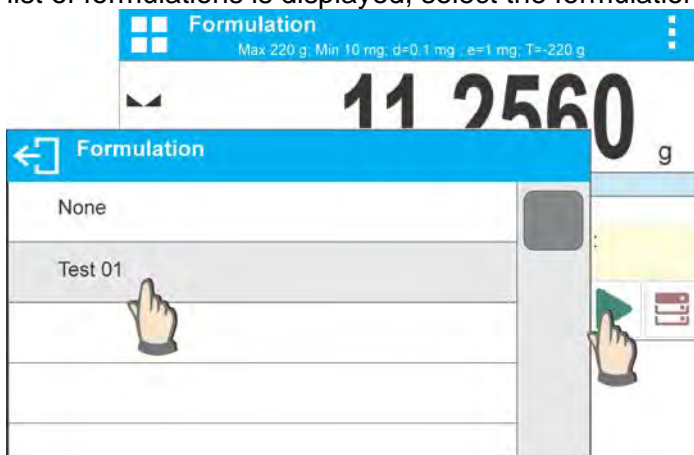 list of formulations is displayed, select the formulation
Formulation
Max 220 g; Min 10 mg; d=0.1 mg ; e=1 mg; T=-220 g
11.2560 g
Formulation
None
Test 01
: